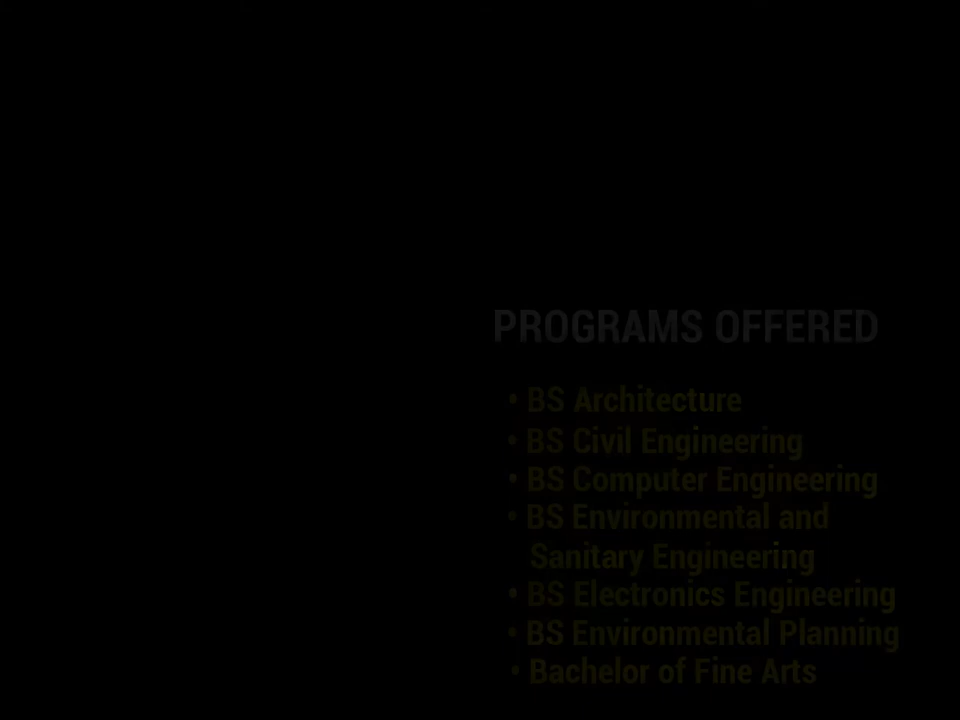 PROGRAMS OFFERED
• BS Architecture
• BS Civil Engineering
• BS Computer Engineering
• BS Environmental and
Sanitary Engineering
• BS Electronics Engineering
• BS Environmental Planning
• Bachelor of Fine Arts